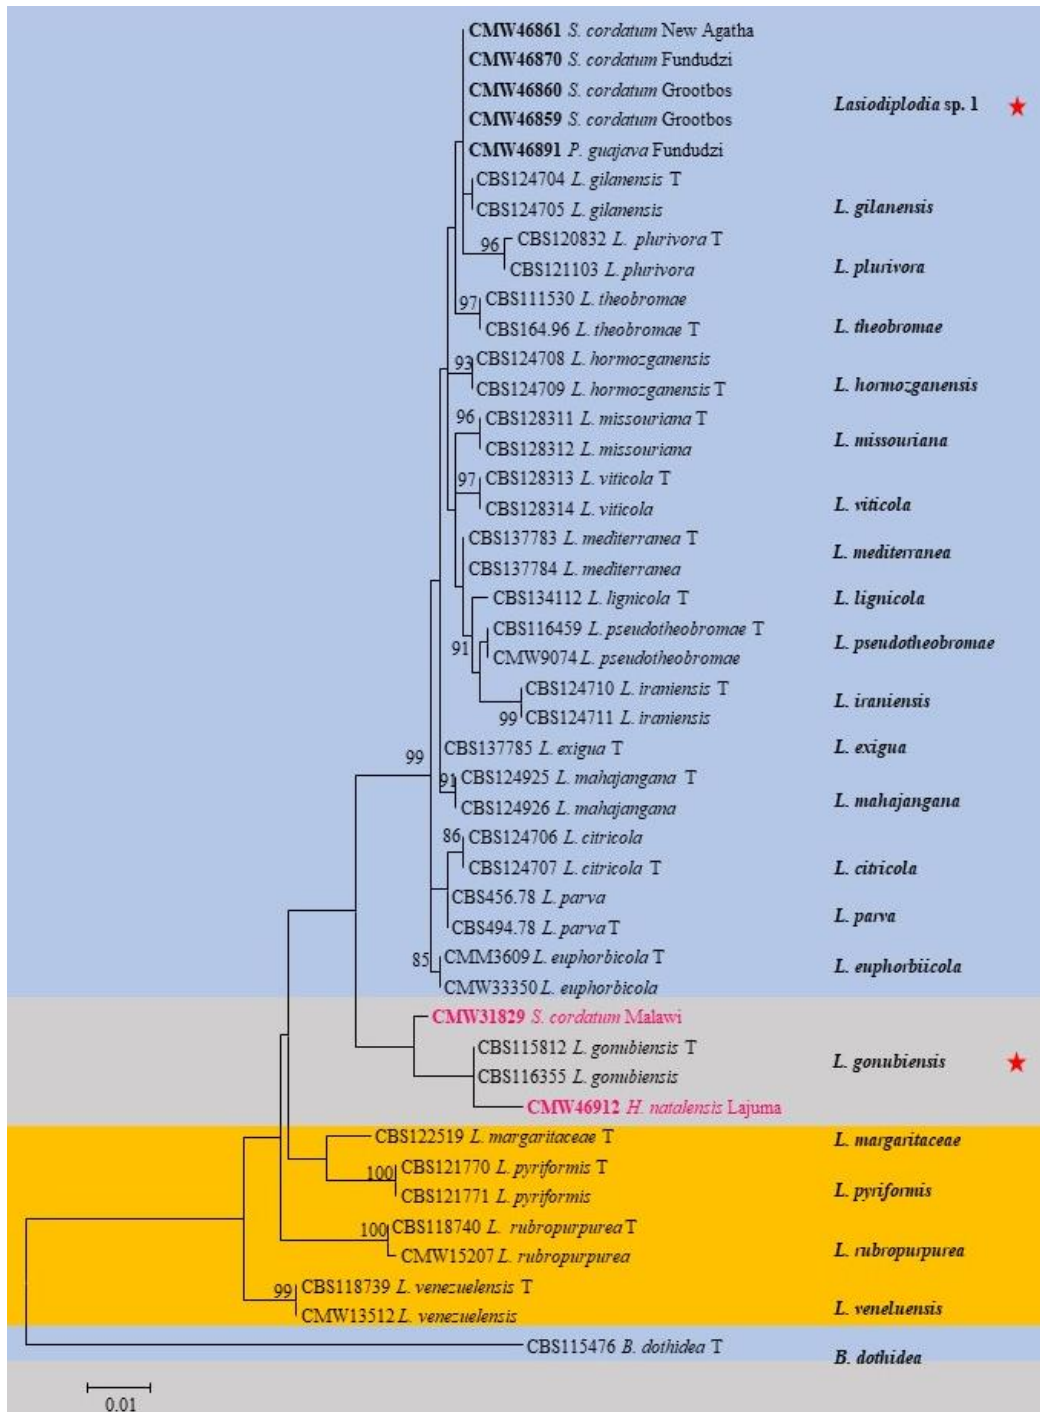 CMW46861 S. cordatum New Agatha
CMW46870 S. cordatum Fundudzi
CMW46860 S. cordatum Grootbos
Lasiodiplodia sp. 1
CMW46859 S. cordatum Grootbos
CMW46891 P. guajava Fundudzi
CBS124704 L. gilanensis T
CBS124705 L. gilanensis
L. gilanensis
96
CBS120832 L. plurivora T
CBS121103 L. plurivora
L. plurivora
97
CBS111530 L. theobromae
CBS164.96 L. theobromae T
L. theobromae
93
CBS124708 L. hormozganensis
CBS124709 L. hormozganensis T
L. hormozganensis
96
CBS128311 L. missouriana T
CBS128312 L. missouriana
L. missouriana
97
CBS128313 L. viticola T
CBS128314 L. viticola
L. viticola
CBS137783 L. mediterranea T
CBS137784 L. mediterranea
L. mediterranea
CBS134112 L. lignicola T
L. lignicola
91
CBS116459 L. pseudotheobromae T
CMW9074 L. pseudotheobromae
L. pseudotheobromae
CBS124710 L. iraniensis T
99
CBS124711 L. iraniensis
L. iraniensis
CBS137785 L. exigua T
L. exigua
99
91
CBS124925 L. mahajangana T
CBS124926 L. mahajangana
L. mahajangana
86
CBS124706 L. citricola
CBS124707 L. citricola T
L. citricola
CBS456.78 L. parva
CBS494.78 L. parva T
L. parva
85
CMM3609 L. euphorbicola T
CMW33350 L. euphorbicola
L. euphorbiicola
CMW31829 S. cordatum Malawi
CBS115812 L. gonubiensis T
CBS116355 L. gonubiensis
L. gonubiensis
CMW46912 H. natalensis Lajuma
CBS122519 L. margaritaceae T
L. margaritaceae
100
CBS121770 L. pyriformis T
CBS121771 L. pyriformis
L. pyriformis
100
CBS118740 L. rubropurpurea T
CMW15207 L. rubropurpurea
L. rubropurpurea
99
CBS118739 L. venezuelensis T
CMW13512 L. venezuelensis
L. veneluensis
CBS115476 B. dothidea T
B. dothidea
0.01